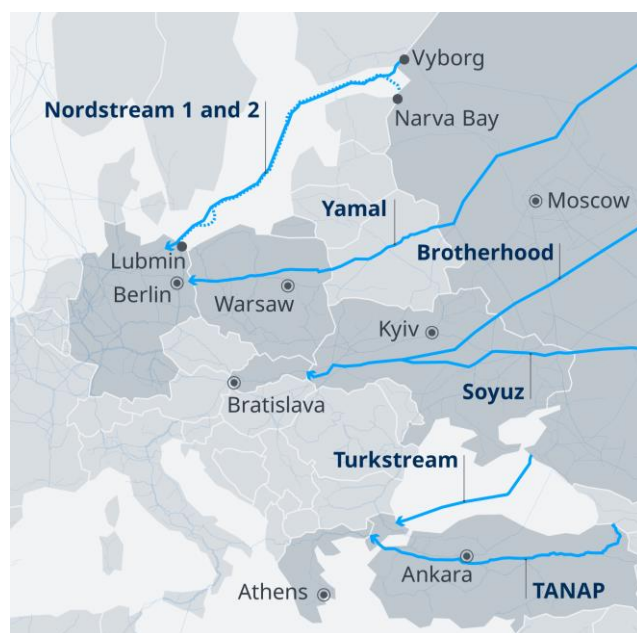 Vyborg
Nordstream 1 and 2
Narva Bay
Moscow
Yamal
Brotherhood
Lubmin
Berlin
Warsaw
Kyiv
Bratislava
Soyuz
Turkstream
Ankara
Athens
TANAP